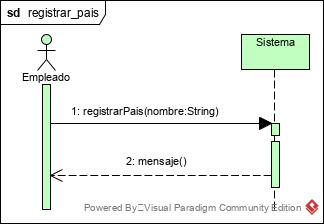 sd registrar_pais
Sistema
Empleado
1: registrarPais(nombre:String)
2: mensaje()
Powered By Visual Paradigm Community Edition